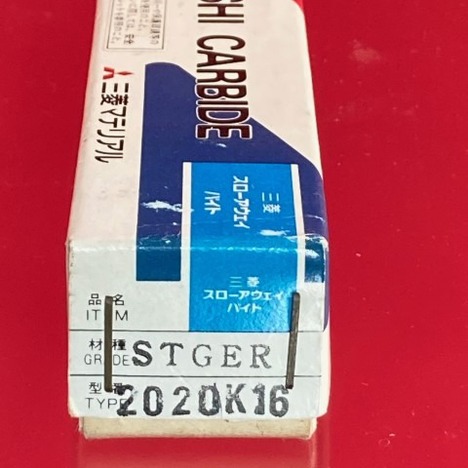 SHI CARBIDE
三菱マテリアル
三菱
スローアウェイ
バイト
三菱
スローアウェイ
バイト
品名
ITEM
材種
GRADE STGER
型番
TYPE 2020K16